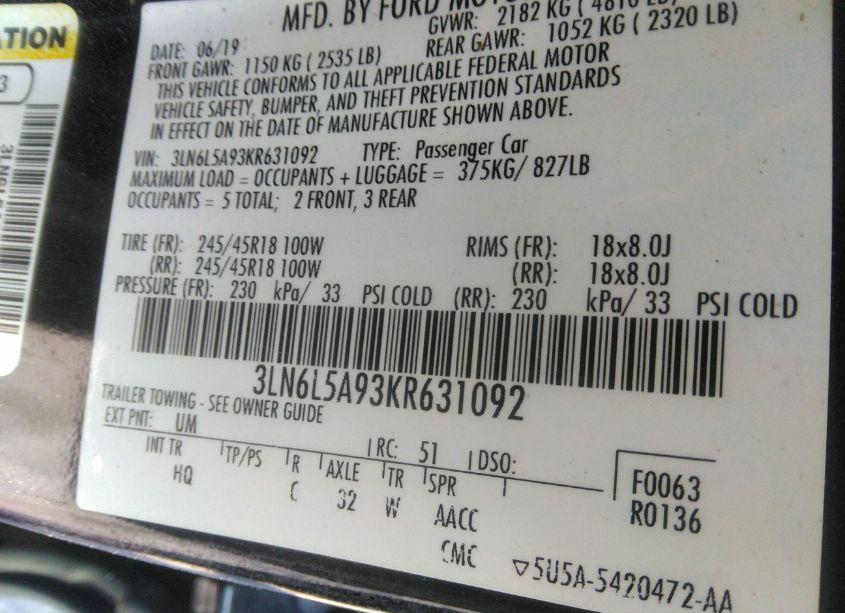 ATION
3
MFD. BY FORD MOTOR
DATE: 06/19
GVWR: 2182 KG ( 4810 LB)
FRONT GAWR: 1150 KG ( 2535 LB)
REAR GAWR: 1052 KG ( 2320 LB)
THIS VEHICLE CONFORMS TO ALL APPLICABLE FEDERAL MOTOR
VEHICLE SAFETY, BUMPER, AND THEFT PREVENTION STANDARDS
IN EFFECT ON THE DATE OF MANUFACTURE SHOWN ABOVE.
VIN: 3LN6L5A93KR631092 TYPE: Passenger Car
MAXIMUM LOAD = OCCUPANTS + LUGGAGE = 375KG/ 827LB
OCCUPANTS = 5 TOTAL; 2 FRONT, 3 REAR
TIRE (FR): 245/45R18 100W RIMS (FR): 18x8.0J
(RR): 245/45R18 100W (RR): 18x8.0J
PRESSURE (FR): 230 kPa/ 33 PSI COLD (RR): 230 kPa/ 33 PSI COLD
3LN6L5A93KR631092
TRAILER TOWING - SEE OWNER GUIDE
EXT PNT: UM RC: 51 DSO:
INT TR TP/PS R AXLE TR SPR
HQ C 32 W AACC
CMC
F0063
R0136
▽5U5A-5420472-AA